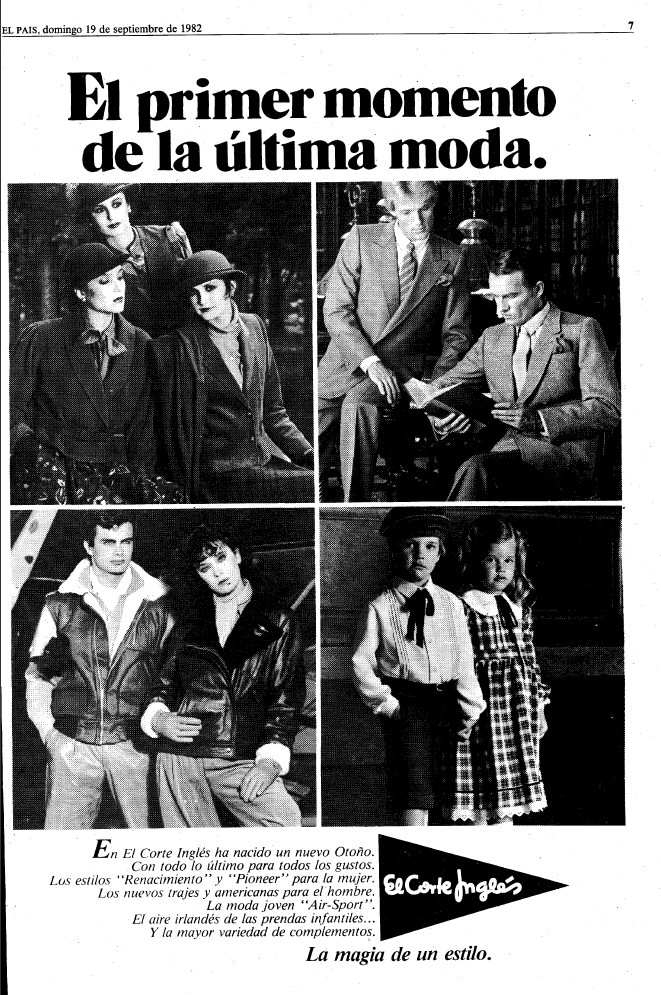 EL PAIS, domingo 19 de septiembre de 1982
7
El primer momento
de la última moda.
En El Corte Inglés ha nacido un nuevo Otoño.
Con todo lo último para todos los gustos.
Los estilos "Renacimiento" y "Pioneer" para la mujer.
Los nuevos trajes y americanas para el hombre.
La moda joven "Air-Sport".
El aire irlandés de las prendas infantiles...
Y la mayor variedad de complementos.
El Corte Inglés
La magia de un estilo.